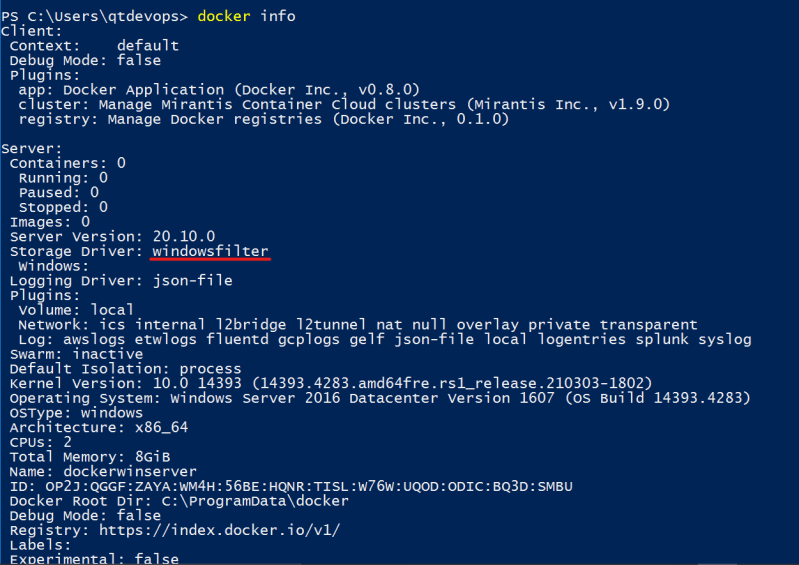 PS C:\Users\qtdevops> docker info
Client:
 Context:    default
 Debug Mode: false
 Plugins:
  app: Docker Application (Docker Inc., v0.8.0)
  cluster: Manage Mirantis Container Cloud clusters (Mirantis Inc., v1.9.0)
  registry: Manage Docker registries (Docker Inc., 0.1.0)

Server:
 Containers: 0
  Running: 0
  Paused: 0
  Stopped: 0
 Images: 0
 Server Version: 20.10.0
 Storage Driver: windowsfilter
  Windows:
 Logging Driver: json-file
 Plugins:
  Volume: local
  Network: ics internal l2bridge l2tunnel nat null overlay private transparent
  Log: awslogs etwlogs fluentd gcplogs gelf json-file local logentries splunk syslog
 Swarm: inactive
 Default Isolation: process
 Kernel Version: 10.0 14393 (14393.4283.amd64fre.rs1_release.210303-1802)
 Operating System: Windows Server 2016 Datacenter Version 1607 (OS Build 14393.4283)
 OSType: windows
 Architecture: x86_64
 CPUs: 2
 Total Memory: 8GiB
 Name: dockerwinserver
 ID: OP2J:QGGF:ZAYA:WM4H:56BE:HQNR:TISL:W76W:UQOD:ODIC:BQ3D:SMBU
 Docker Root Dir: C:\ProgramData\docker
 Debug Mode: false
 Registry: https://index.docker.io/v1/
 Labels:
 Experimental: false